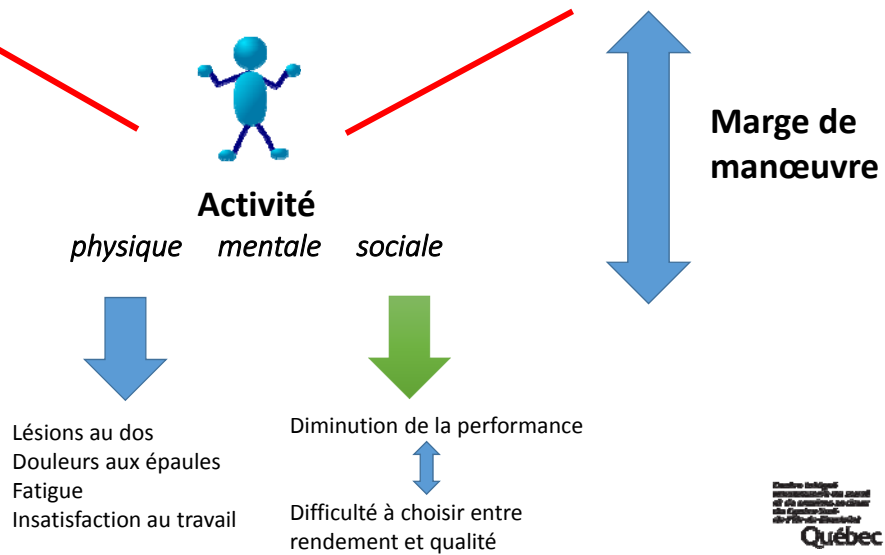 Marge de
manœuvre
Activité
physique mentale sociale
Lésions au dos
Douleurs aux épaules
Fatigue
Insatisfaction au travail
Diminution de la performance
Difficulté à choisir entre
rendement et qualité
Québec